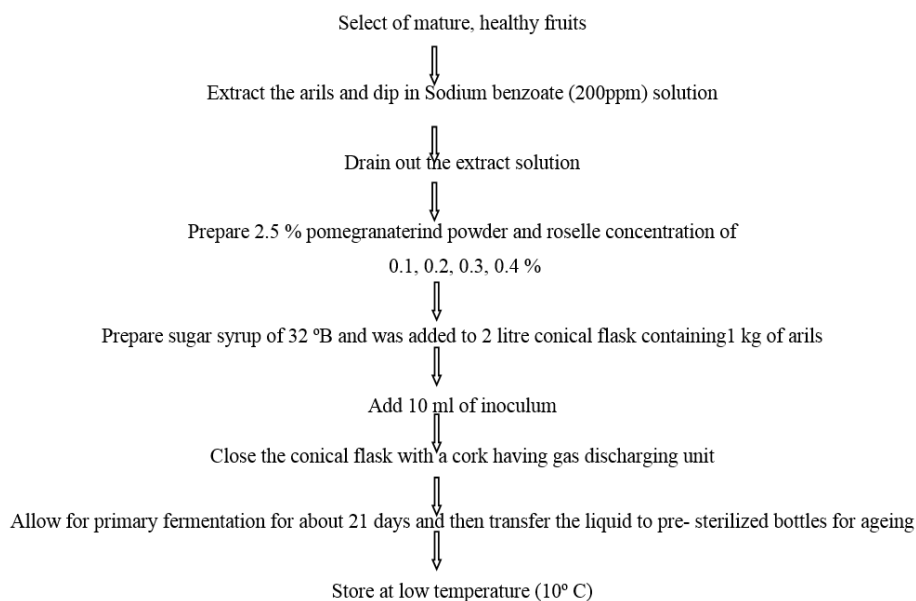 Select of mature, healthy fruits
Extract the arils and dip in Sodium benzoate (200ppm) solution
Drain out the extract solution
Prepare 2.5 % pomegranaterind powder and roselle concentration of
0.1, 0.2, 0.3, 0.4 %
Prepare sugar syrup of 32 ºB and was added to 2 litre conical flask containing1 kg of arils
Add 10 ml of inoculum
Close the conical flask with a cork having gas discharging unit
Allow for primary fermentation for about 21 days and then transfer the liquid to pre- sterilized bottles for ageing
Store at low temperature (10º C)